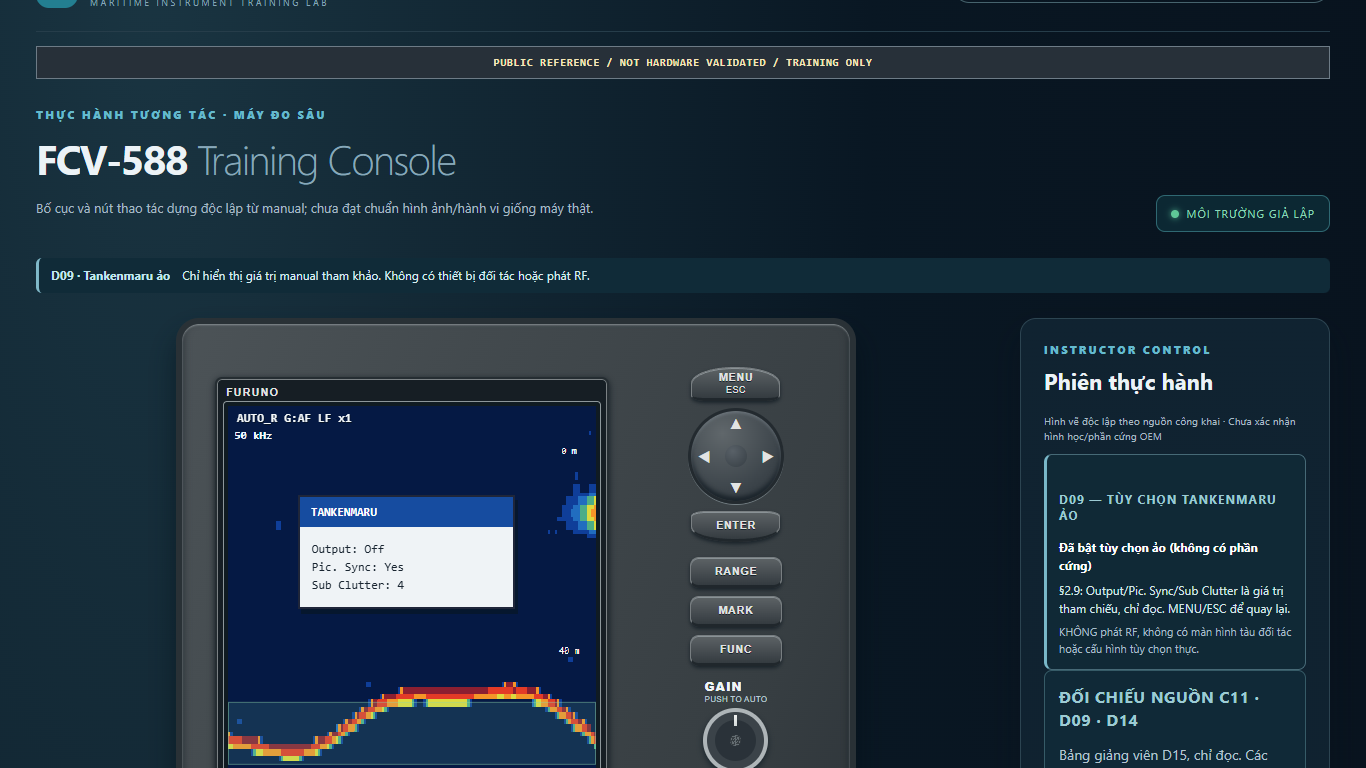 MARITIME INSTRUMENT TRAINING LAB
PUBLIC REFERENCE / NOT HARDWARE VALIDATED / TRAINING ONLY
THỰC HÀNH TƯƠNG TÁC · MÁY ĐO SÂU
FCV-588 Training Console
Bố cục và nút thao tác dựng độc lập từ manual; chưa đạt chuẩn hình ảnh/hành vi giống máy thật.
MÔI TRƯỜNG GIẢ LẬP
D09 · Tankenmaru ảo Chỉ hiển thị giá trị manual tham khảo. Không có thiết bị đối tác hoặc phát RF.
FURUNO
AUTO_R G:AF LF x1
50 kHz
0 m
TANKENMARU
Output: Off
Pic. Sync: Yes
Sub Clutter: 4
40 m
MENU
ESC
▲
◀ ▶
▼
ENTER
RANGE
MARK
FUNC
GAIN
PUSH TO AUTO
INSTRUCTOR CONTROL
Phiên thực hành
Hình vẽ độc lập theo nguồn công khai · Chưa xác nhận
hình học/phần cứng OEM
D09 — TÙY CHỌN TANKENMARU
ẢO
Đã bật tùy chọn ảo (không có phần
cứng)
§2.9: Output/Pic. Sync/Sub Clutter là giá trị
tham chiếu, chỉ đọc. MENU/ESC để quay lại.
KHÔNG phát RF, không có màn hình tàu đối tác
hoặc cấu hình tùy chọn thực.
ĐỐI CHIẾU NGUỒN C11 ·
D09 · D14
Bảng giảng viên D15, chỉ đọc. Các